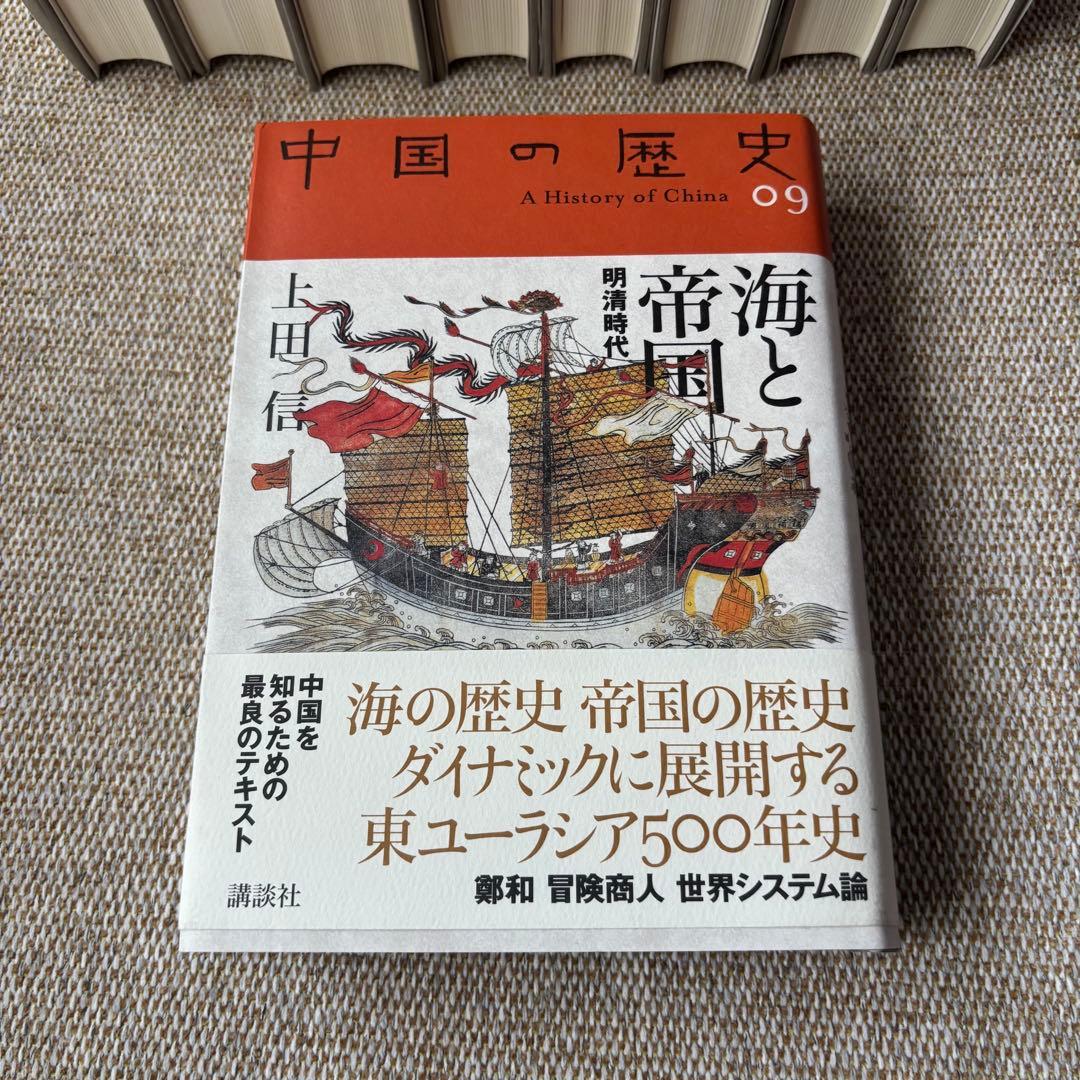 中国の歴史
A History of China 09
海と
帝国
明清時代
上田信
海の歴史 帝国の歴史
ダイナミックに展開する
東ユーラシア500年史
鄭和 冒険商人 世界システム論
中国を
知るための
最良のテキスト
講談社